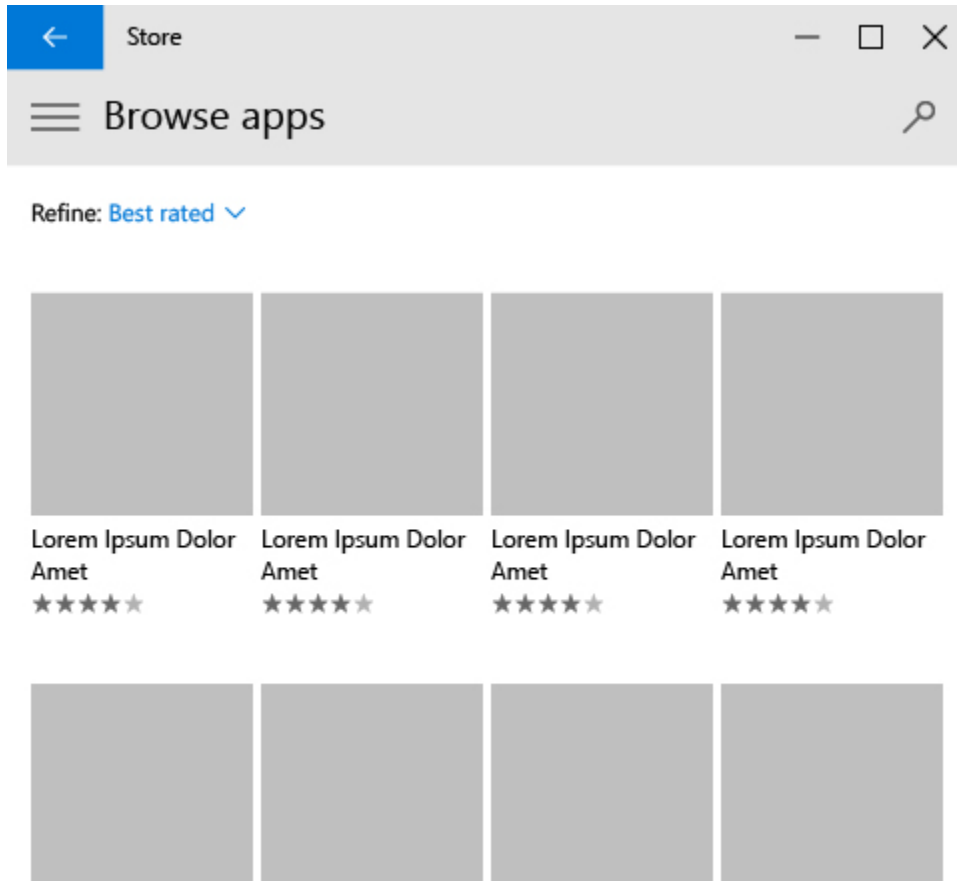 Store
Browse apps
Refine: Best rated
Lorem Ipsum Dolor
Amet
Lorem Ipsum Dolor
Amet
Lorem Ipsum Dolor
Amet
Lorem Ipsum Dolor
Amet